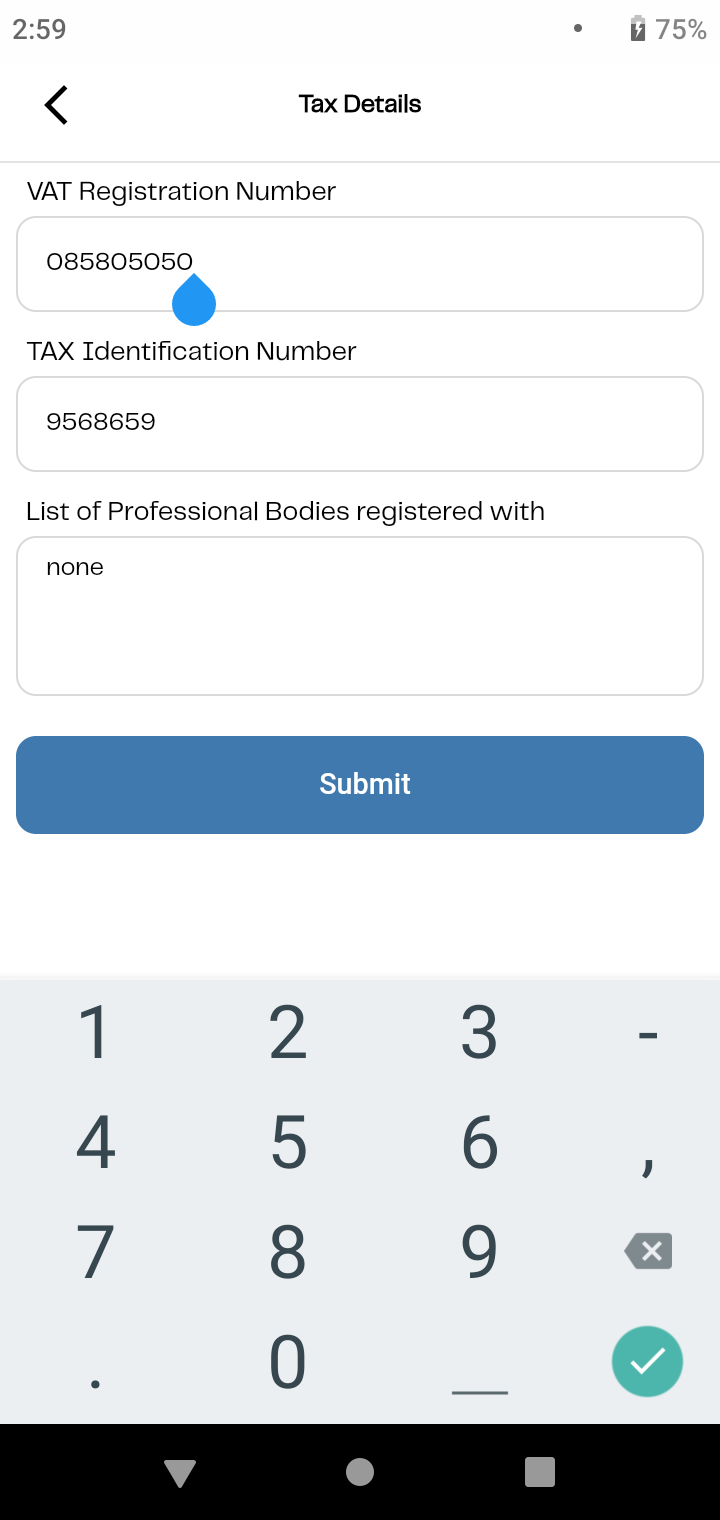 2:59
75%
Tax Details
VAT Registration Number
085805050
TAX Identification Number
9568659
List of Professional Bodies registered with
none
Submit
1 2 3 -
4 5 6 ,
7 8 9
. 0 _